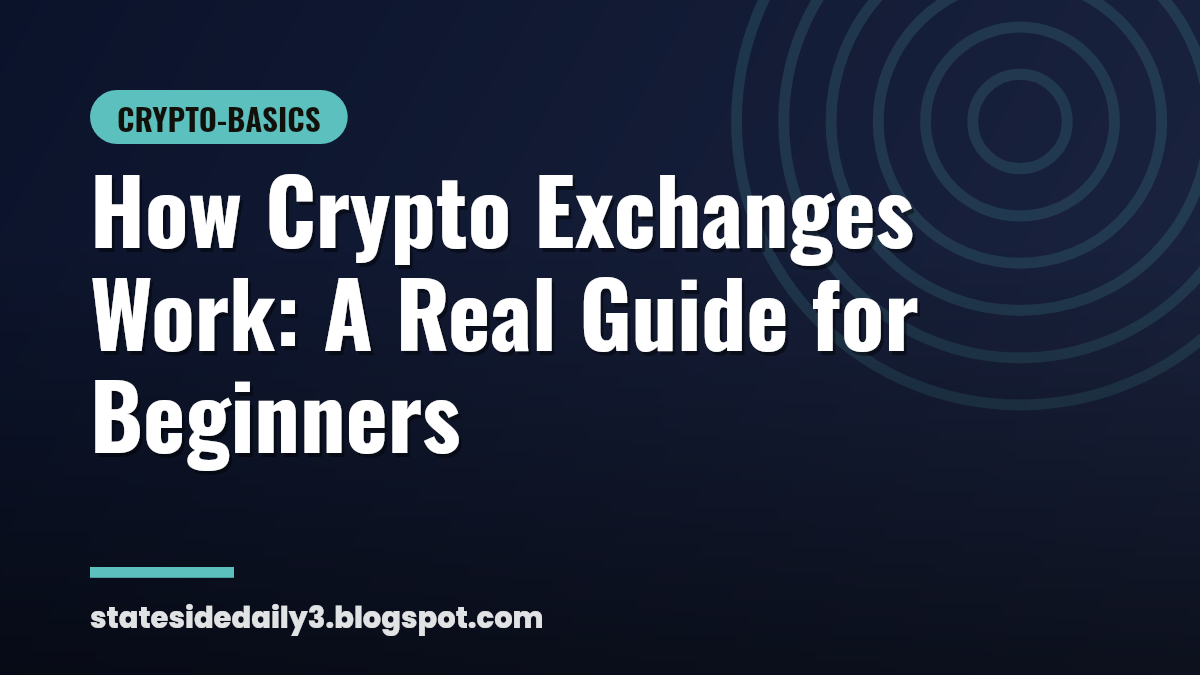 CRYPTO-BASICS
How Crypto Exchanges
Work: A Real Guide for
Beginners
statesidedaily3.blogspot.com